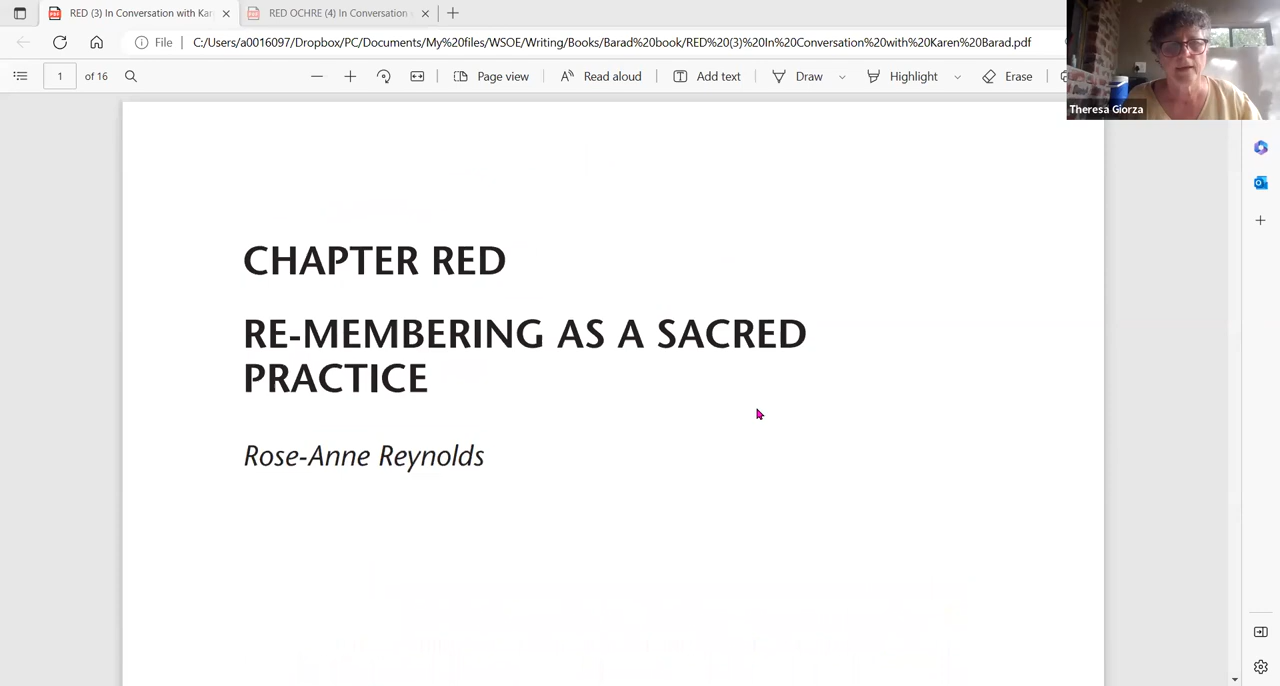 RED (3) In Conversation with Kar
RED OCHRE (4) In Conversation
File
C:/Users/a0016097/Dropbox/PC/Documents/My%20files/WSOE/Writing/Books/Barad%20book/RED%20(3)%20In%20Conversation%20with%20Karen%20Barad.pdf
1 of 16
Page view
Read aloud
Add text
Draw
Highlight
Erase
Theresa Giorza
CHAPTER RED
RE-MEMBERING AS A SACRED
PRACTICE
Rose-Anne Reynolds